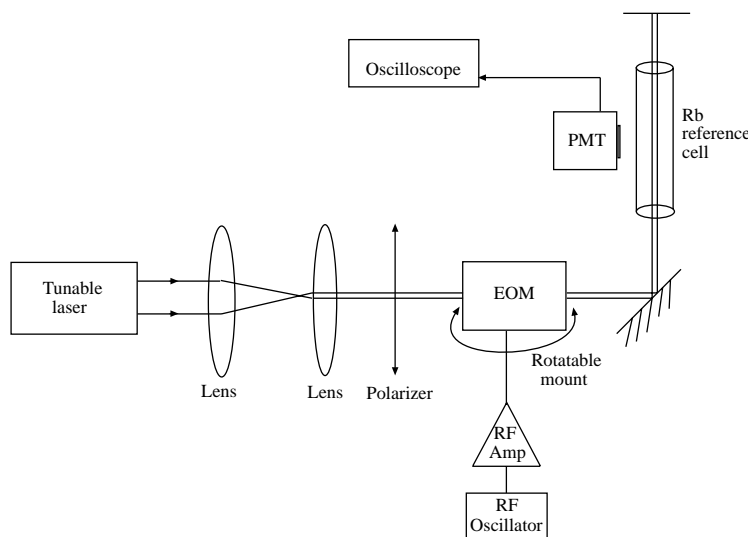 Oscilloscope
PMT
Rb
reference
cell
Tunable
laser
EOM
Rotatable
mount
Lens
Lens
Polarizer
RF
Amp
RF
Oscillator